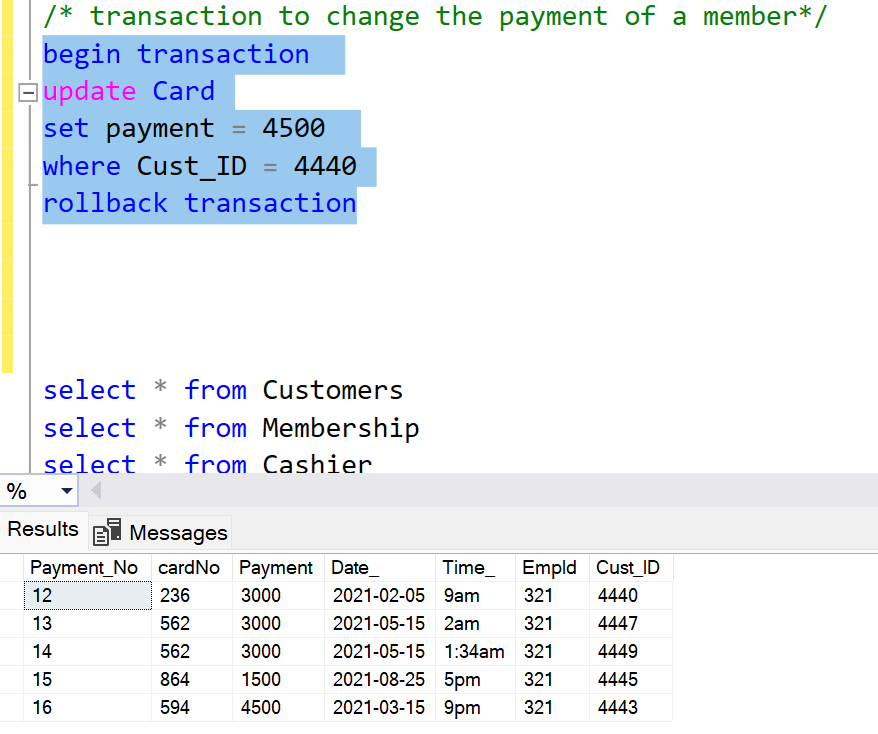 /* transaction to change the payment of a member*/
begin transaction
update Card
set payment = 4500
where Cust_ID = 4440
rollback transaction
select * from Customers
select * from Membership
select * from Cashier
%
Results Messages
Payment_No cardNo Payment Date_ Time_ EmpId Cust_ID
12 236 3000 2021-02-05 9am 321 4440
13 562 3000 2021-05-15 2am 321 4447
14 562 3000 2021-05-15 1:34am 321 4449
15 864 1500 2021-08-25 5pm 321 4445
16 594 4500 2021-03-15 9pm 321 4443